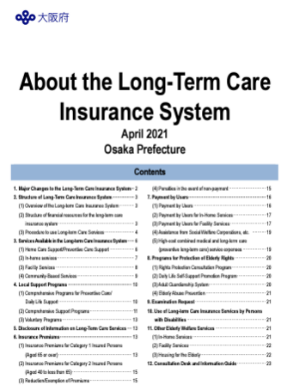 大阪府
About the Long-Term Care
Insurance System
April 2021
Osaka Prefecture
Contents
1. Major Changes to the Long-Term Care Insurance System 2
2. Structure of Long-Term Care Insurance System 3
(1) Overview of the Long-term Care Insurance System 3
(2) Structure of financial resources for the long-term care
insurance system 3
(3) Procedure to use Long-term Care Services 4
3. Services Available in the Long-term Care Insurance System 6
(1) Home Care Support/Preventive Care Support 6
(2) In-home services 7
(3) Facility Services 8
(4) Community-Based Services 8
4. Local Support Programs 10
(1) Comprehensive Programs for Preventive Care/
Daily Life Support 10
(2) Comprehensive Support Programs 11
(3) Voluntary Programs 13
5. Disclosure of Information on Long-term Care Services 13
6. Insurance Premiums 13
(1) Insurance Premiums for Category 1 Insured Persons
(Aged 65 or over) 13
(2) Insurance Premiums for Category 2 Insured Persons
(Aged 40 to less than 65) 15
(3) Reduction/Exemption of Premiums 15
(4) Penalties in the event of non-payment 15
7. Payment by Users 16
(1) Payment by Users 16
(2) Payment by Users for In-Home Services 17
(3) Payment by Users for Facility Services 17
(4) Assistance from Social Welfare Corporations, etc. 18
(5) High-cost combined medical and long-term care
(preventive long-term care) service expenses 19
8. Programs for Protection of Elderly Rights 20
(1) Rights Protection Consultation Program 20
(2) Daily Life Self-Support Promotion Program 20
(3) Adult Guardianship System 20
(4) Elderly Abuse Prevention 21
9. Examination Request 21
10. Use of Long-term Care Insurance Services by Persons
with Disabilities 21
11. Other Elderly Welfare Services 21
(1) In-Home Services 21
(2) Facility Services 22
(3) Housing for the Elderly 22
12. Consultation Desk and Information Guide 23